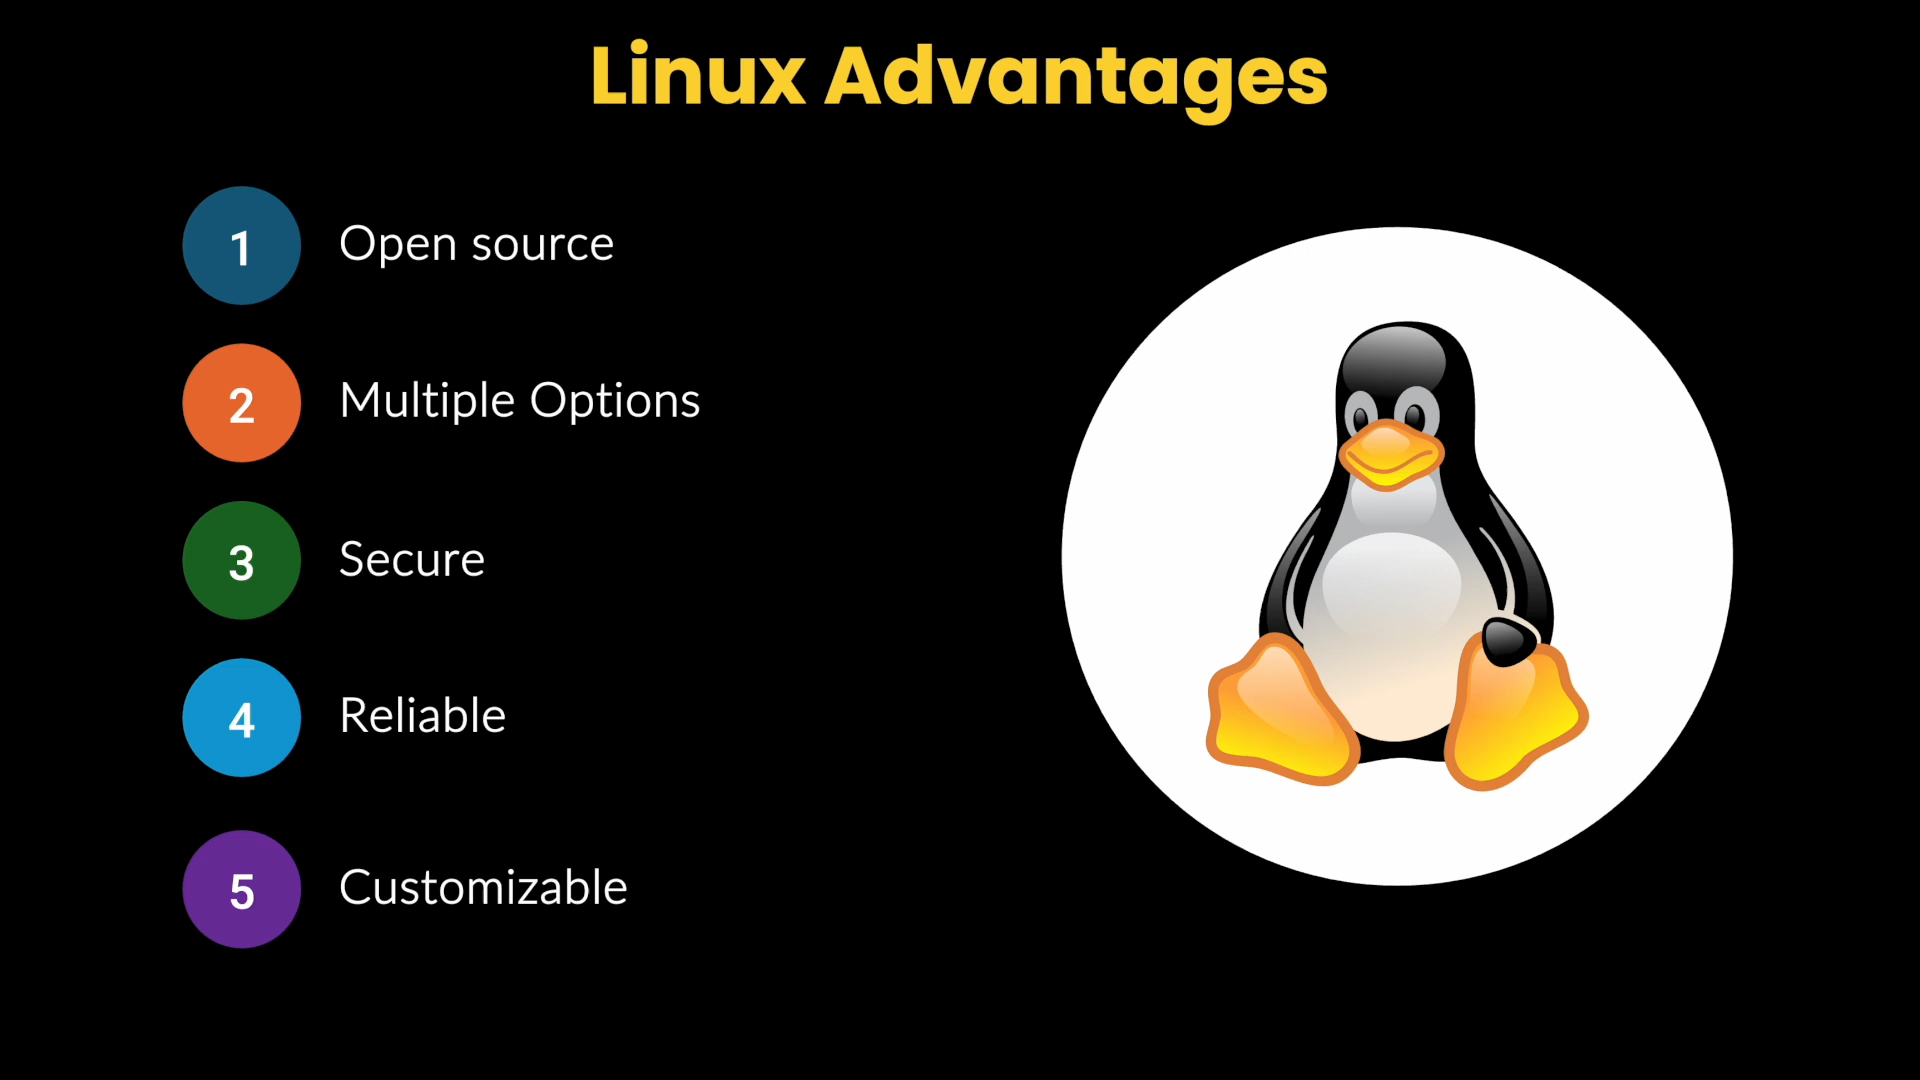 Linux Advantages
1 Open source
2 Multiple Options
3 Secure
4 Reliable
5 Customizable